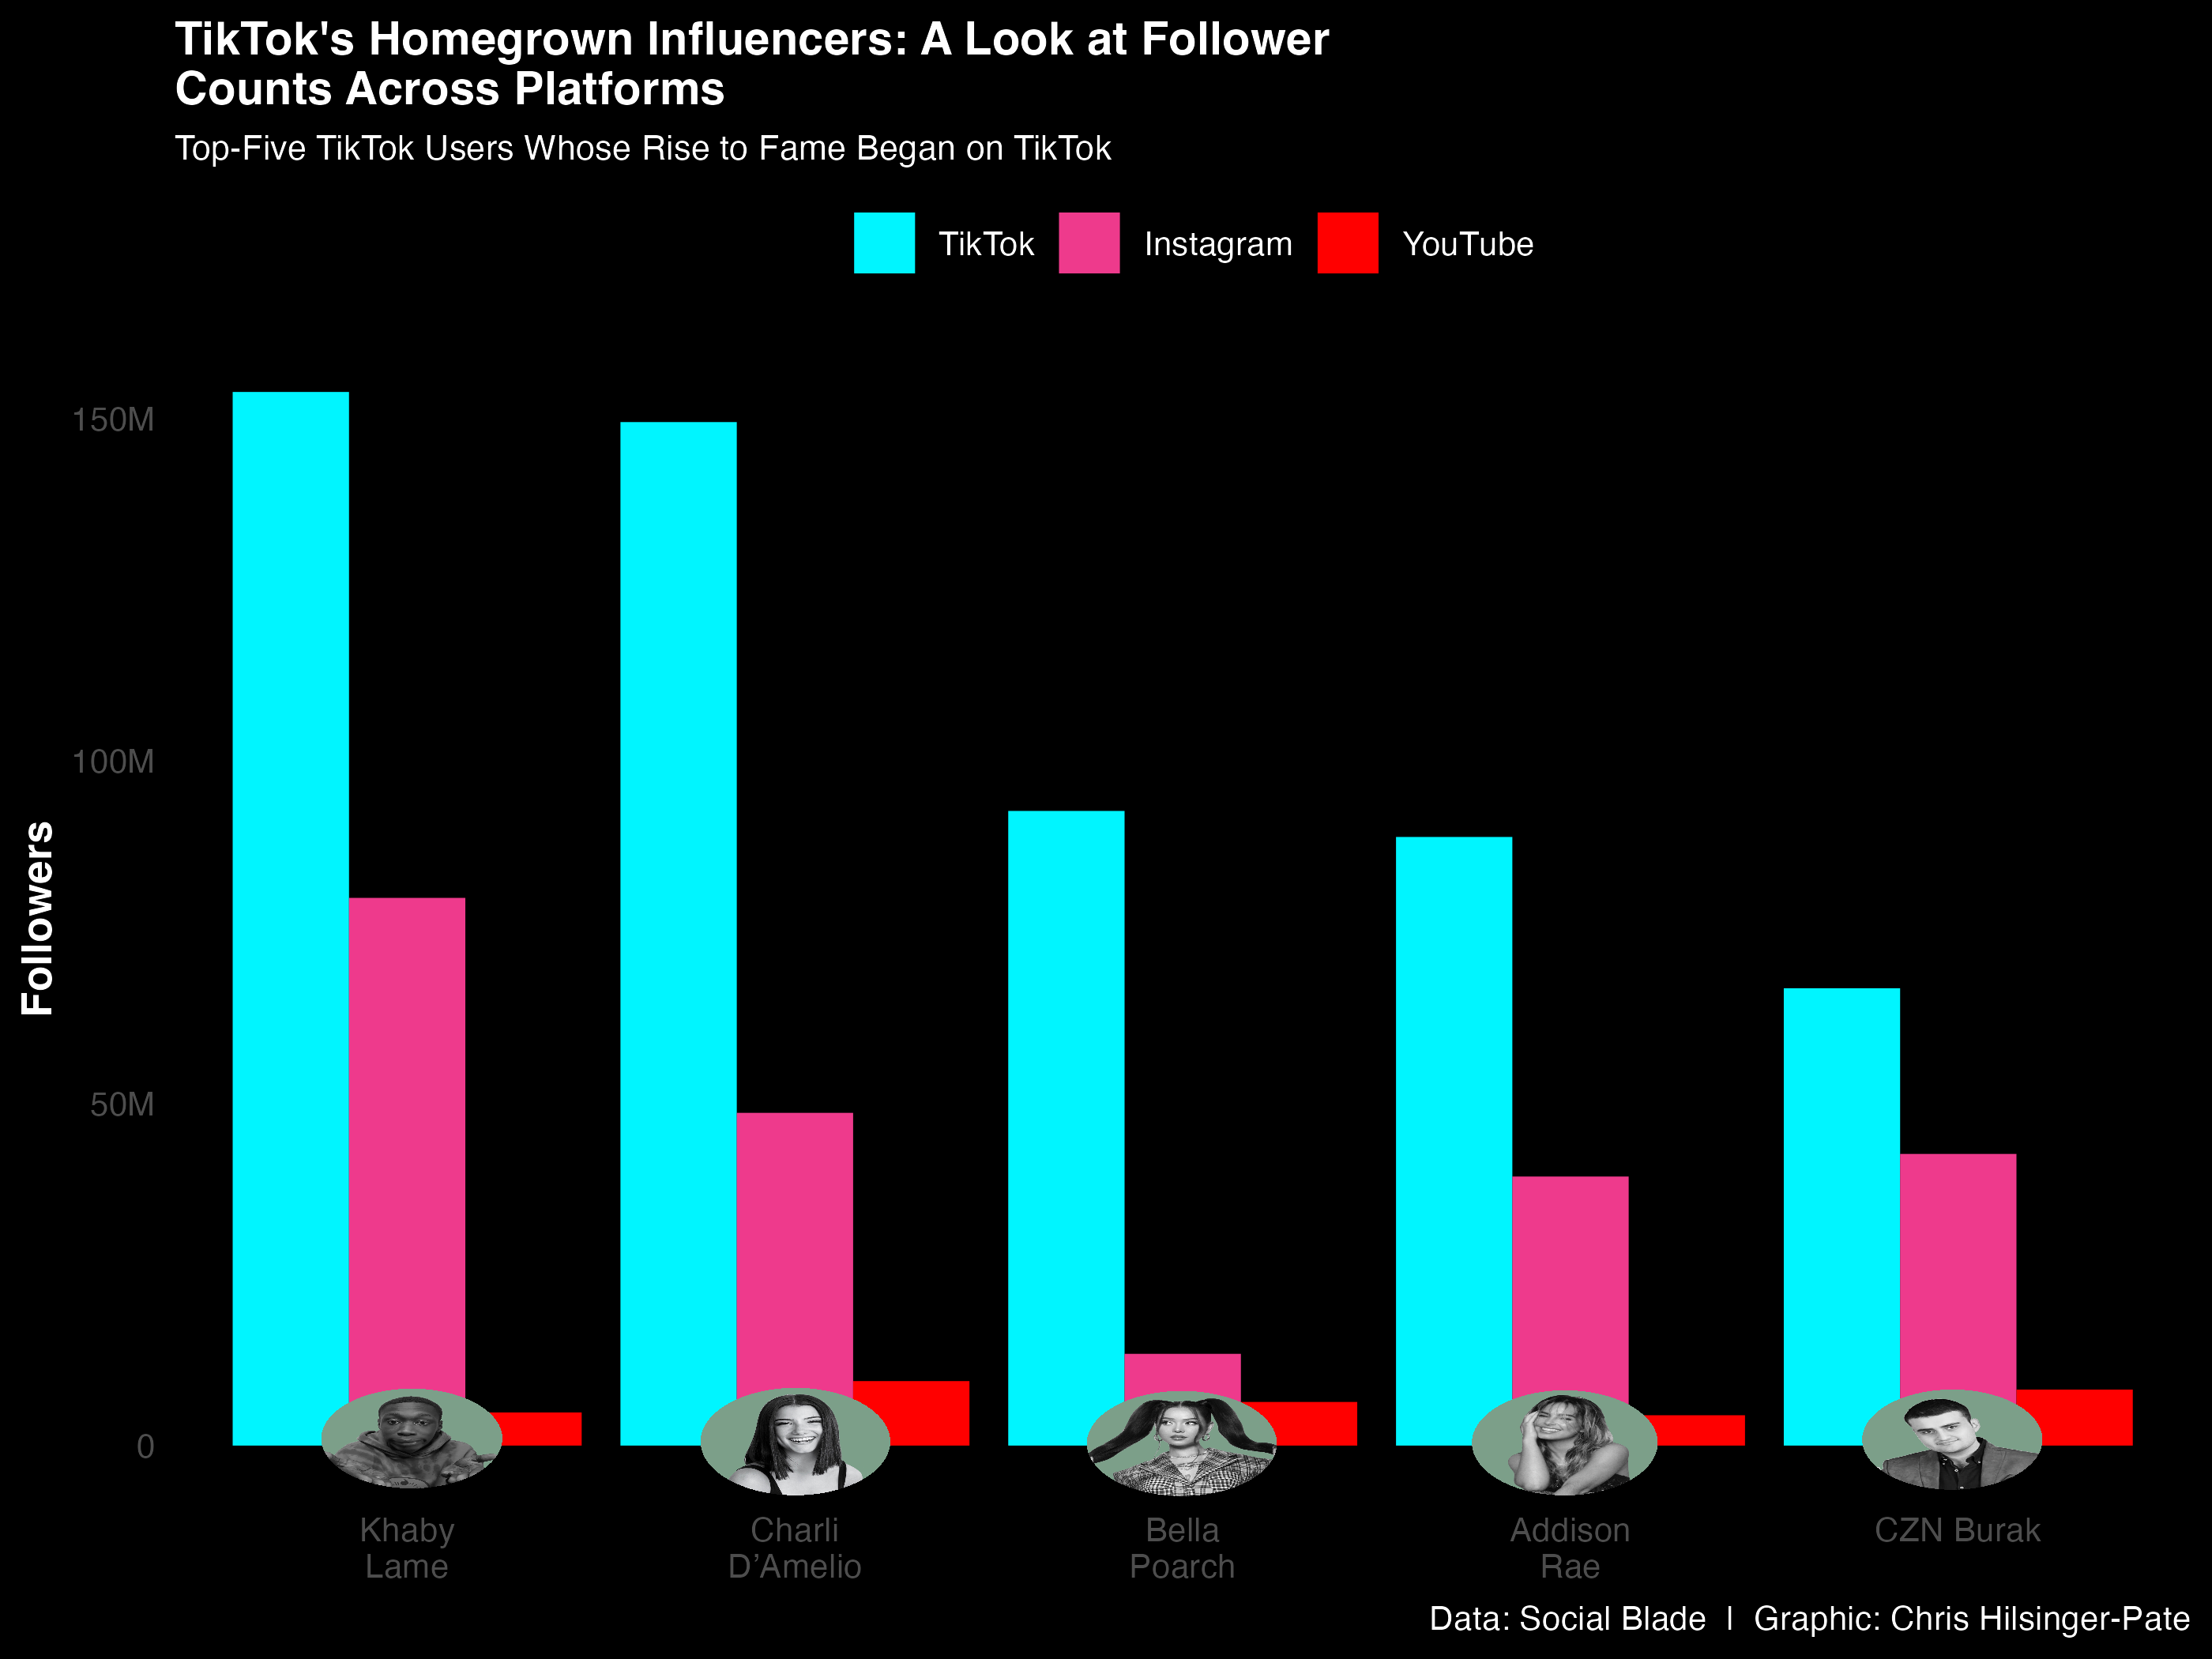 TikTok's Homegrown Influencers: A Look at Follower
Counts Across Platforms
Top-Five TikTok Users Whose Rise to Fame Began on TikTok
TikTok
Instagram
YouTube
150M
100M
50M
0
Followers
Khaby
Lame
Charli
D’Amelio
Bella
Poarch
Addison
Rae
CZN Burak
Data: Social Blade | Graphic: Chris Hilsinger-Pate